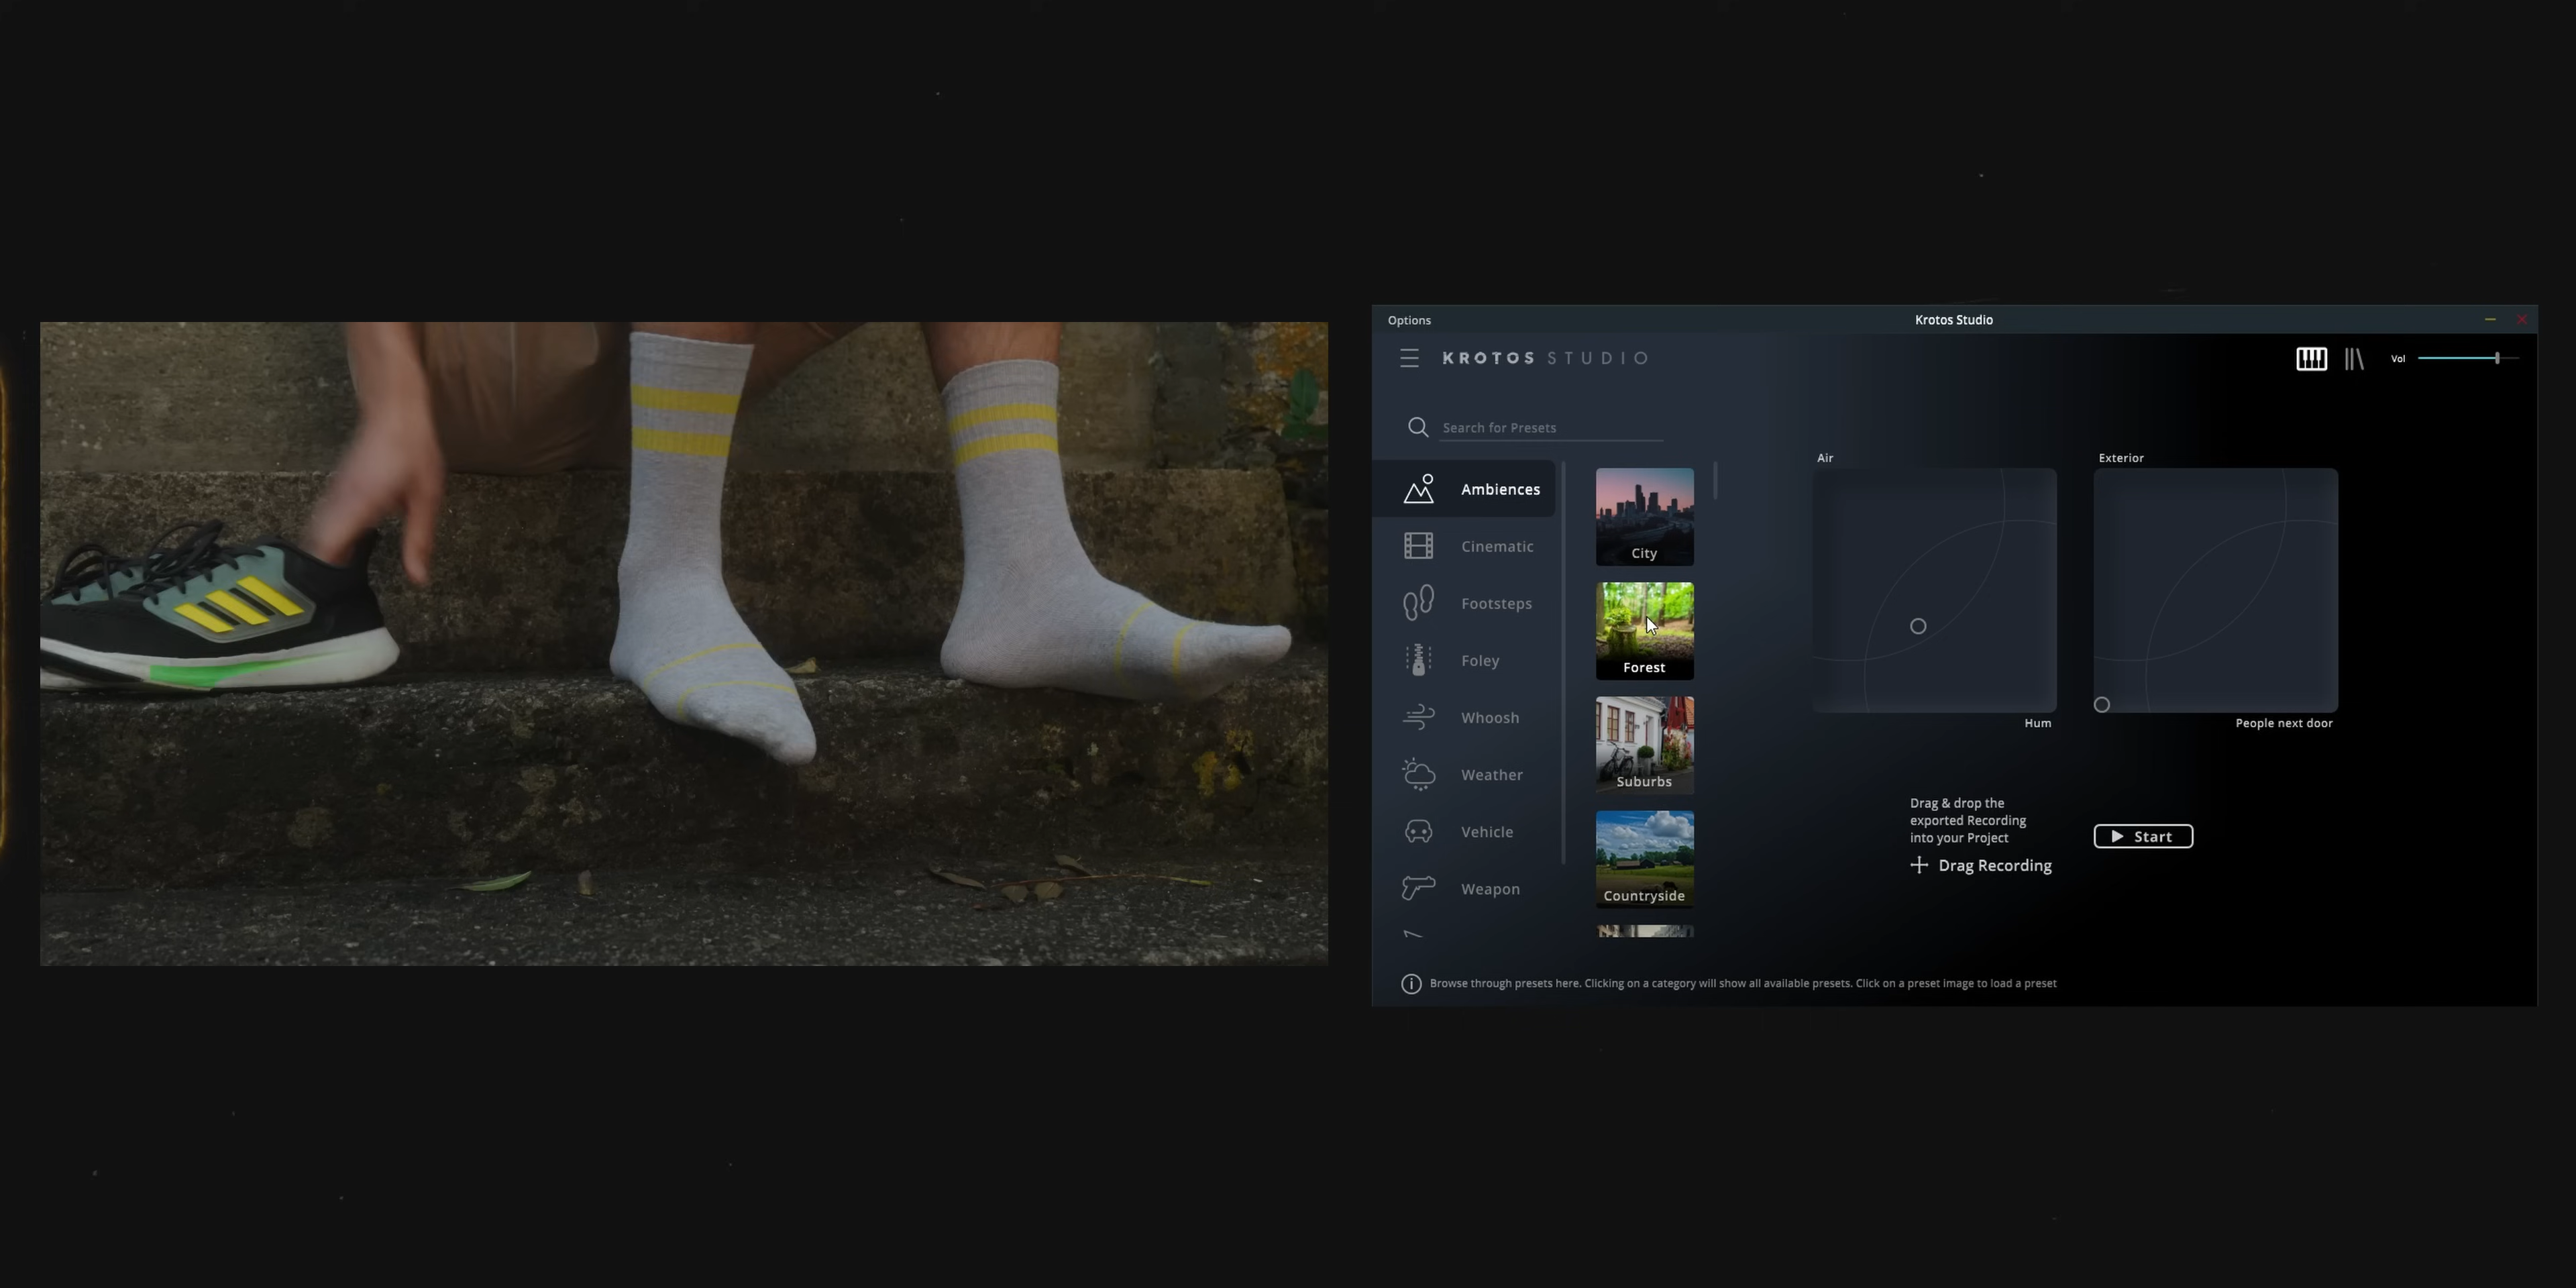 Options
Krotos Studio
KROTOS STUDIO
Vol
Search for Presets
Ambiences
Cinematic
Footsteps
Foley
Whoosh
Weather
Vehicle
Weapon
City
Forest
Suburbs
Countryside
Air
Hum
Exterior
People next door
Drag & drop the
exported Recording
into your Project
Drag Recording
Start
Browse through presets here. Clicking on a category will show all available presets. Click on a preset image to load a preset